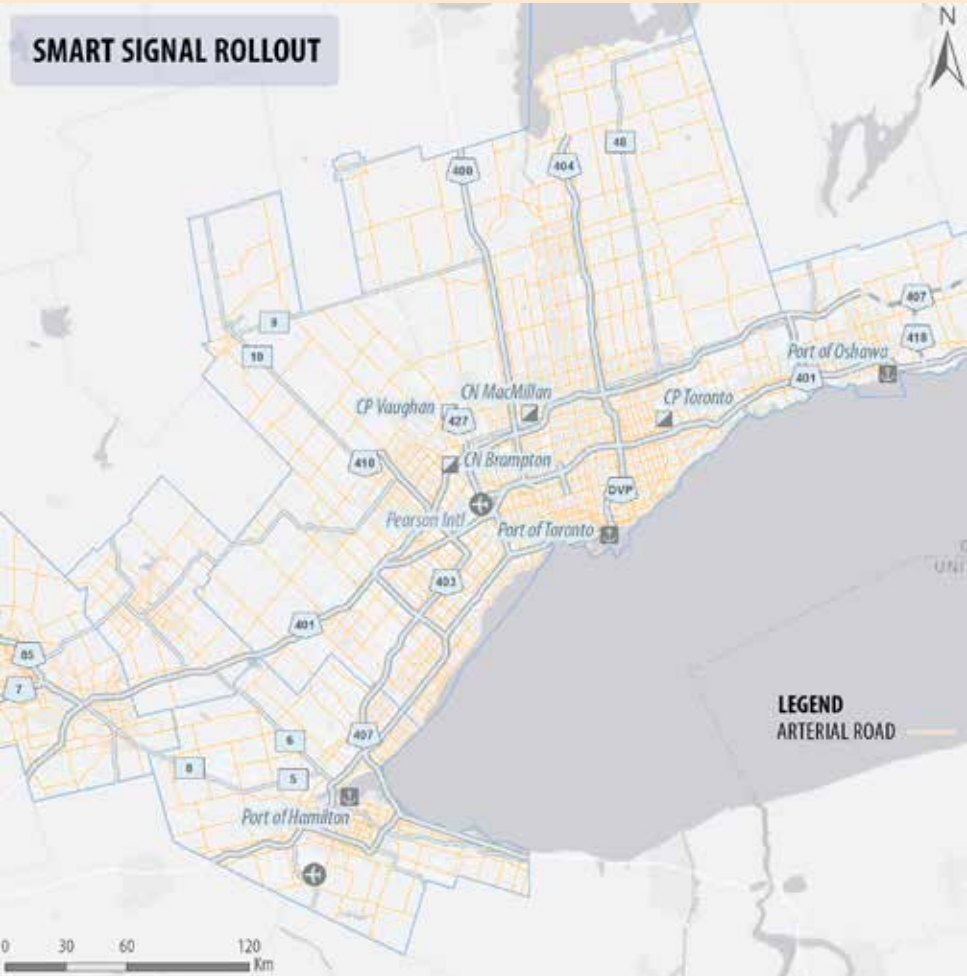 SMART SIGNAL ROLLOUT
N
48
400
404
407
9
418
Port of Oshawa
10
401
CN MacMillan
CP Toronto
CP Vaughan
427
CN Brampton
410
DVP
Pearson Intl
Port of Toronto
UNI
403
401
85
7
LEGEND
407
ARTERIAL ROAD
6
8
5
Port of Hamilton
0 30 60 120
Km